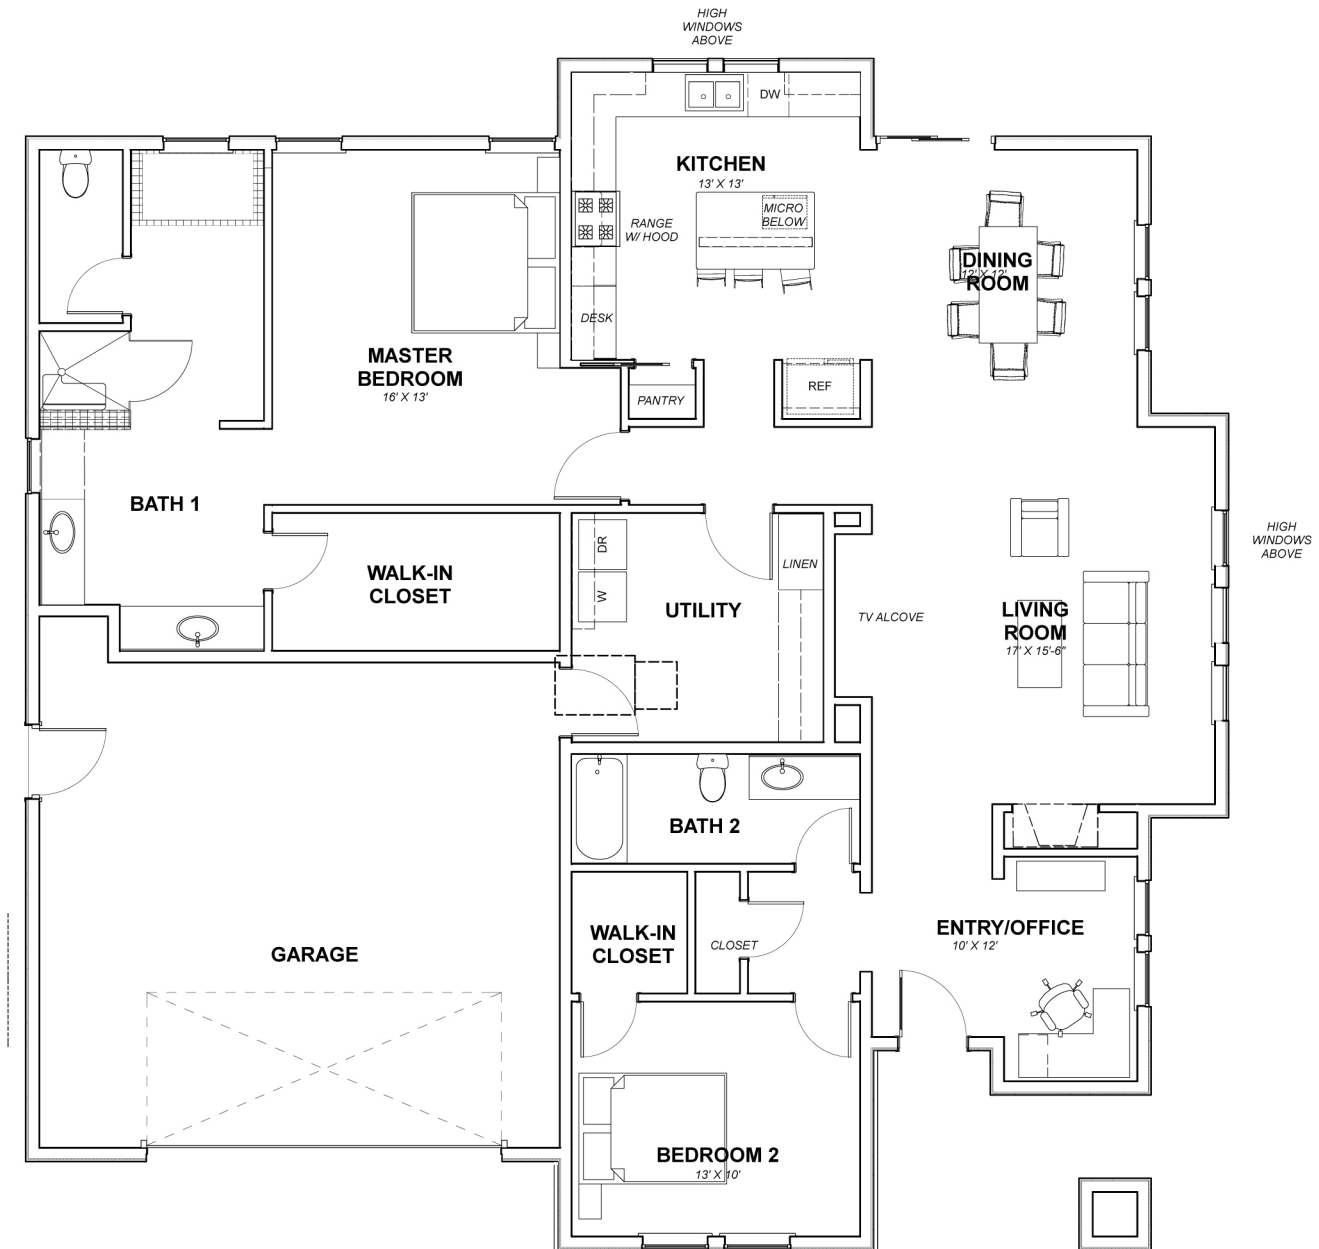 HIGH
WINDOWS
ABOVE
DW
KITCHEN
13' X 13'
MICRO
BELOW
RANGE
W/ HOOD
DINING
12' X 12'
ROOM
DESK
MASTER
BEDROOM
16' X 13'
REF
PANTRY
BATH 1
HIGH
WINDOWS
ABOVE
DR
LINEN
WALK-IN
CLOSET
W
UTILITY
TV ALCOVE
LIVING
ROOM
17' X 15'-6"
BATH 2
WALK-IN
CLOSET
CLOSET
ENTRY/OFFICE
10' X 12'
GARAGE
BEDROOM 2
13' X 10'